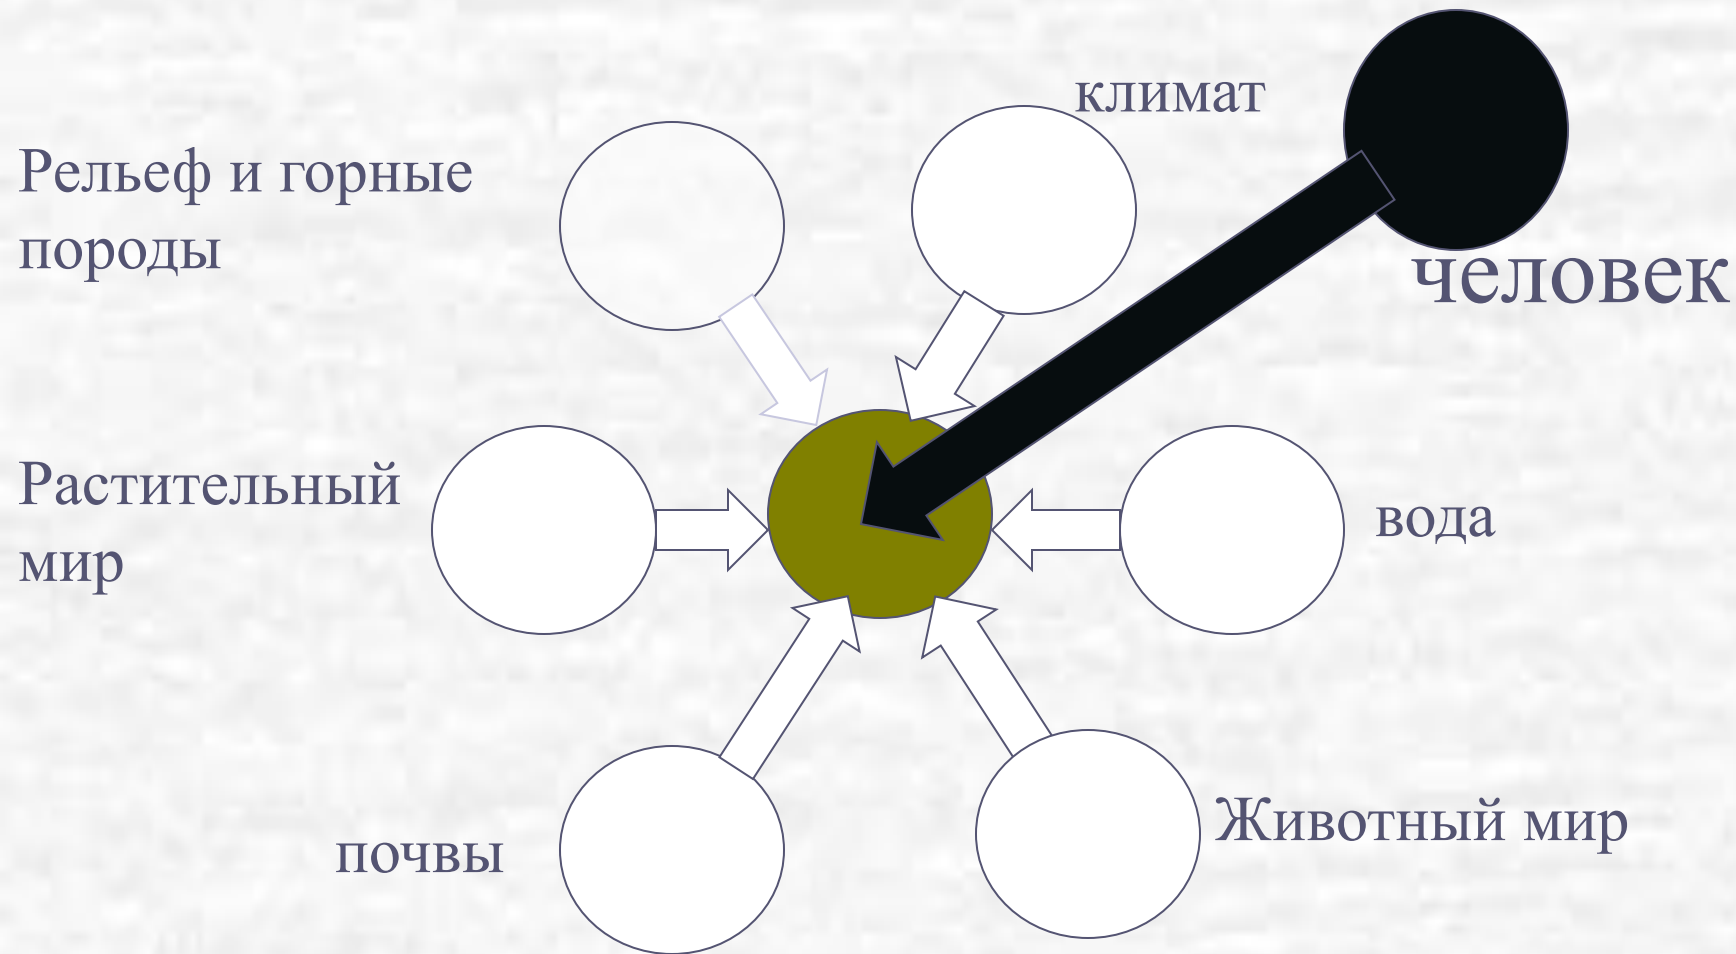 климат
Рельеф и горные
породы
человек
Растительный
мир
вода
Животный мир
почвы